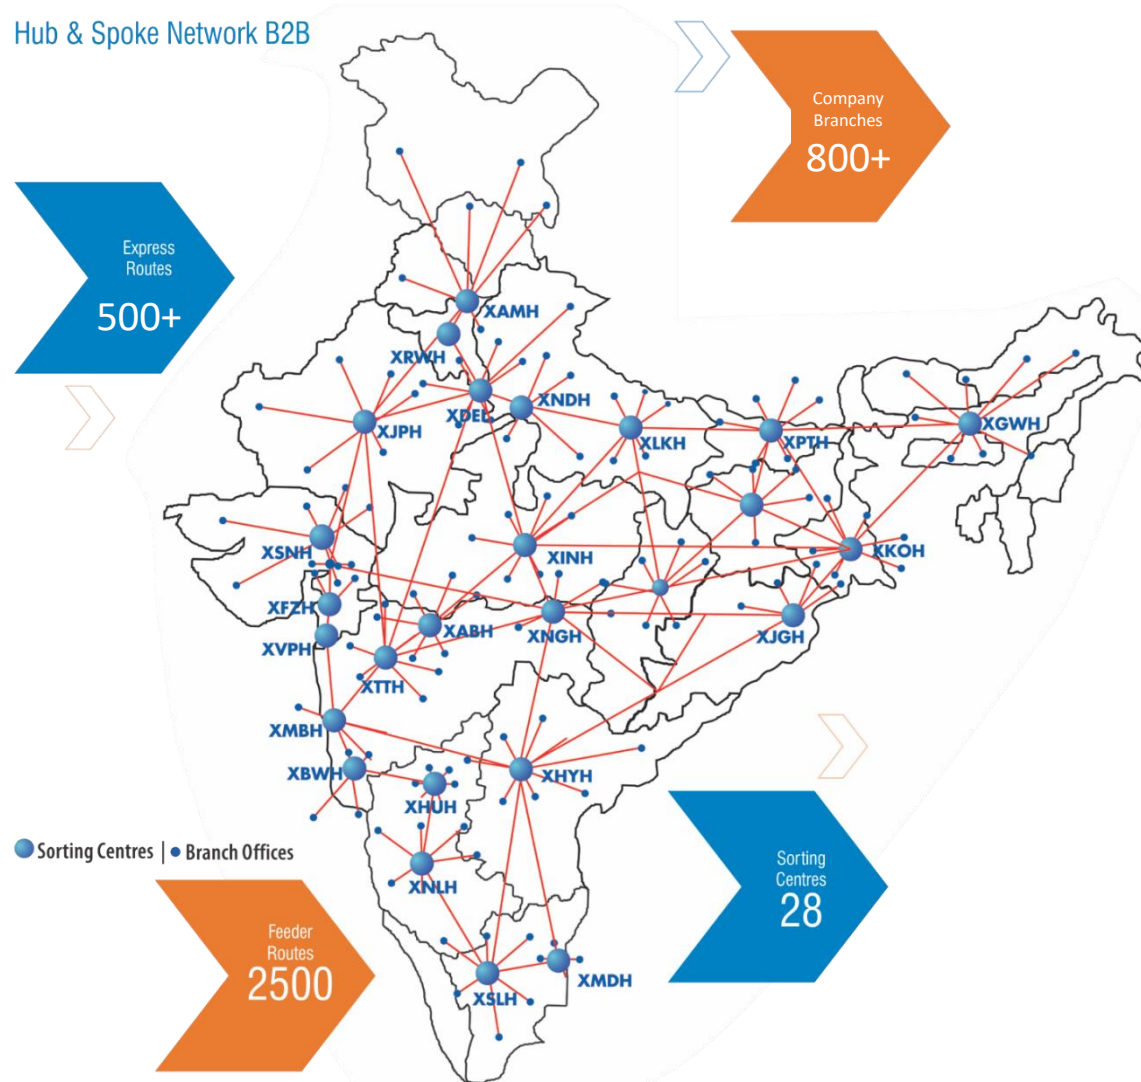 Hub & Spoke Network B2B
Company
Branches
800+
Express
Routes
500+
XAMH
XRWH
XDEL
XNDH
XJPH
XLKH
XPTH
XGWH
XSNH
XINH
XKOH
XFZH
XABH
XNGH
XJGH
XVPH
XTTH
XMBH
XBWH
XHYH
XHUH
Sorting Centres | Branch Offices
XNLH
Sorting
Centres
28
Feeder
Routes
2500
XMDH
XSLH